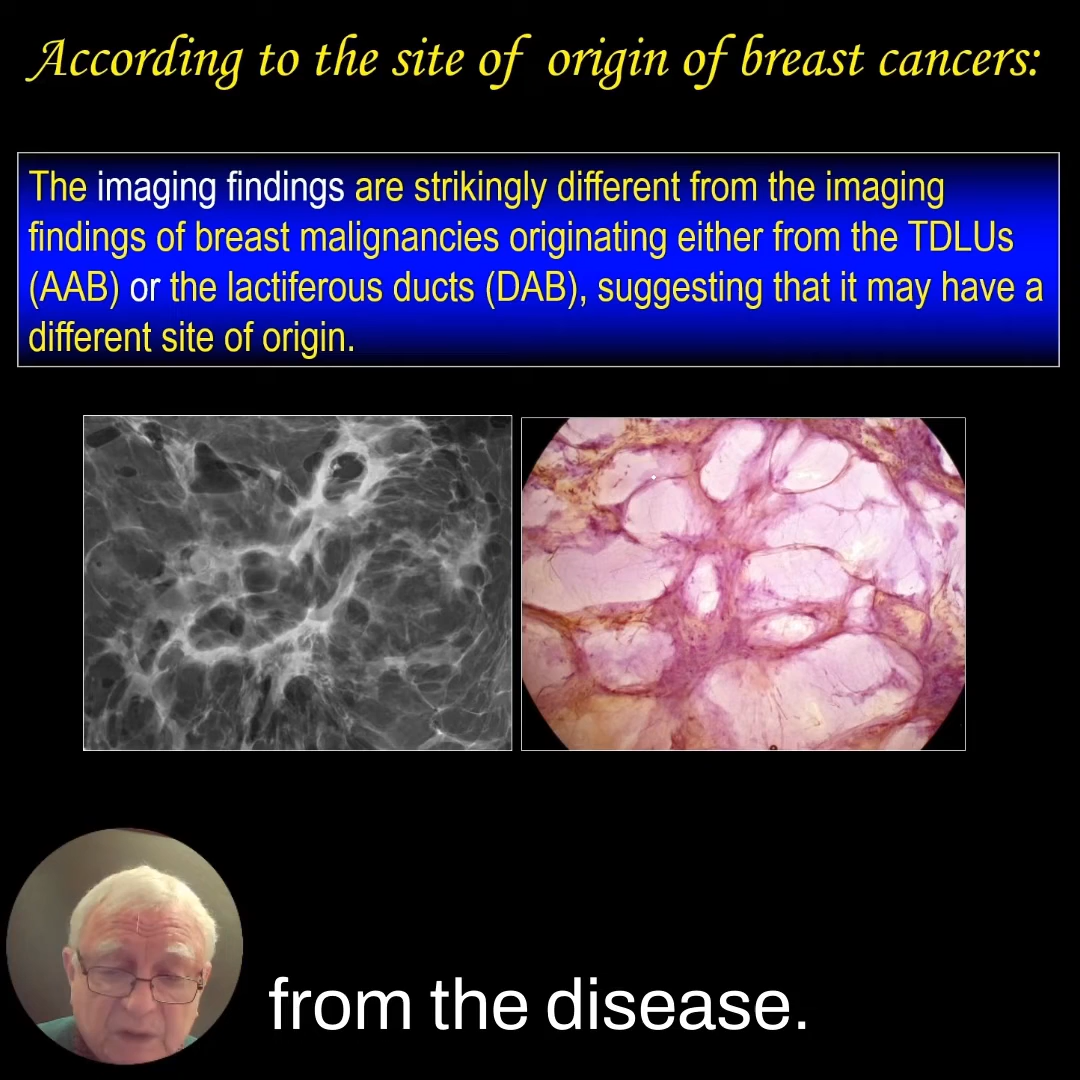 According to the site of origin of breast cancers:
The imaging findings are strikingly different from the imaging
findings of breast malignancies originating either from the TDLUs
(AAB) or the lactiferous ducts (DAB), suggesting that it may have a
different site of origin.
from the disease.